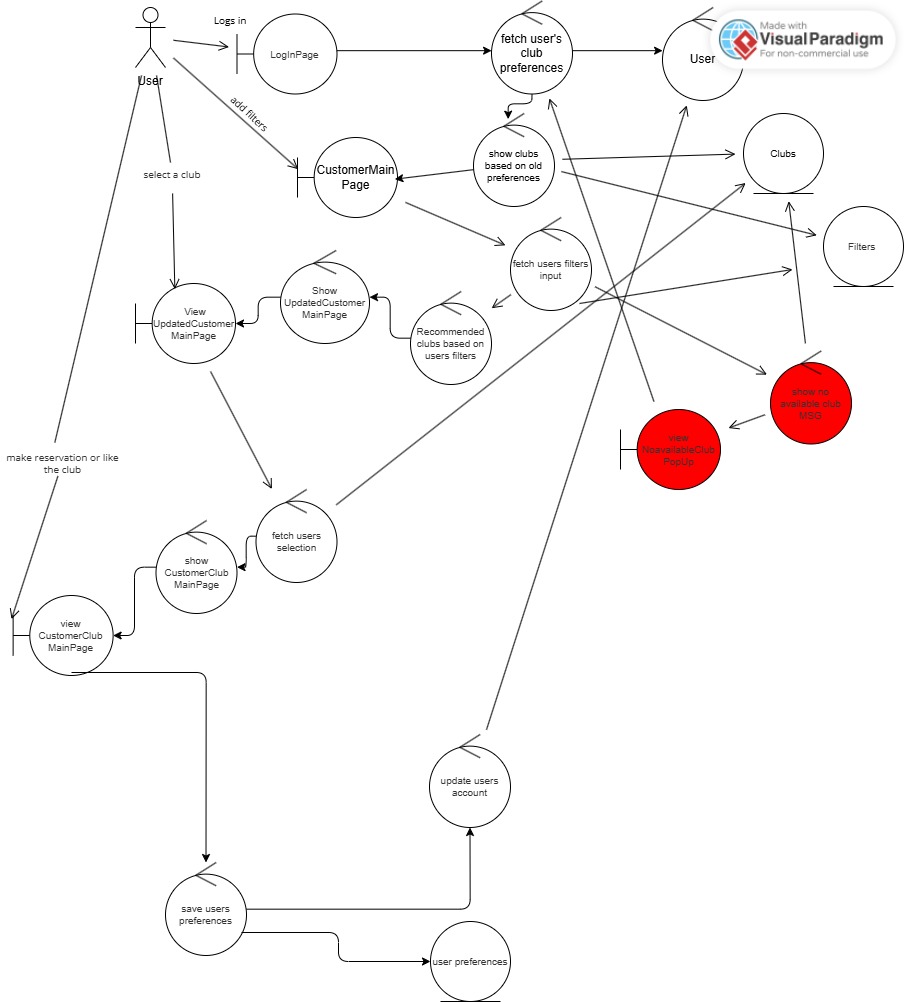 Logs in
LogInPage
fetch user's
club
preferences
User
Made with
VisualParadigm
For non-commercial use
User
add filters
CustomerMain
Page
show clubs
based on old
preferences
Clubs
select a club
Filters
fetch users filters
input
View
UpdatedCustomer
MainPage
Show
UpdatedCustomer
MainPage
Recommended
clubs based on
users filters
show no
available club
MSG
view
NoavailableClub
PopUp
make reservation or like
the club
fetch users
selection
show
CustomerClub
MainPage
view
CustomerClub
MainPage
update users
account
save users
preferences
user preferences